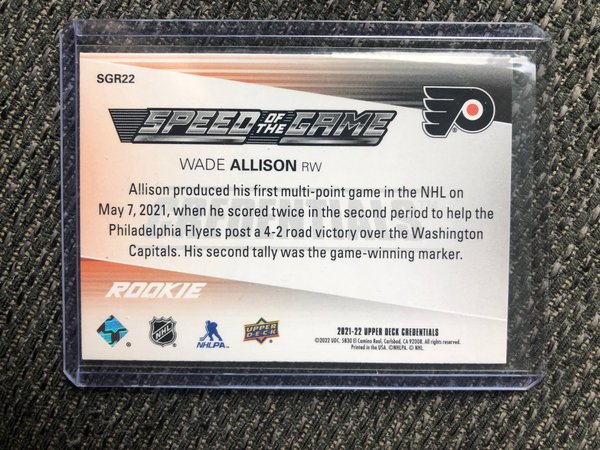 SGR22
SPEED OF THE GAME
WADE ALLISON RW
Allison produced his first multi-point game in the NHL on
May 7, 2021, when he scored twice in the second period to help the
Philadelphia Flyers post a 4-2 road victory over the Washington
Capitals. His second tally was the game-winning marker.
ROOKIE
NHL
NHLPA
UPPER DECK
2021-22 UPPER DECK CREDENTIALS
©2022 UDC. 5830 El Camino Real, Carlsbad, CA 92008. All rights reserved.
Printed in the USA. ©NHLPA. © NHL.